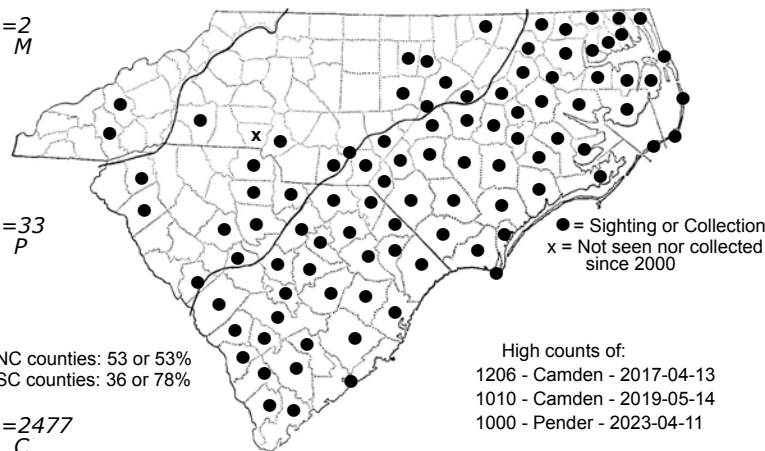 =2
M
=33
P
● = Sighting or Collection
x = Not seen nor collected
since 2000
NC counties: 53 or 53%
SC counties: 36 or 78%
High counts of:
1206 - Camden - 2017-04-13
1010 - Camden - 2019-05-14
1000 - Pender - 2023-04-11
=2477
C
x